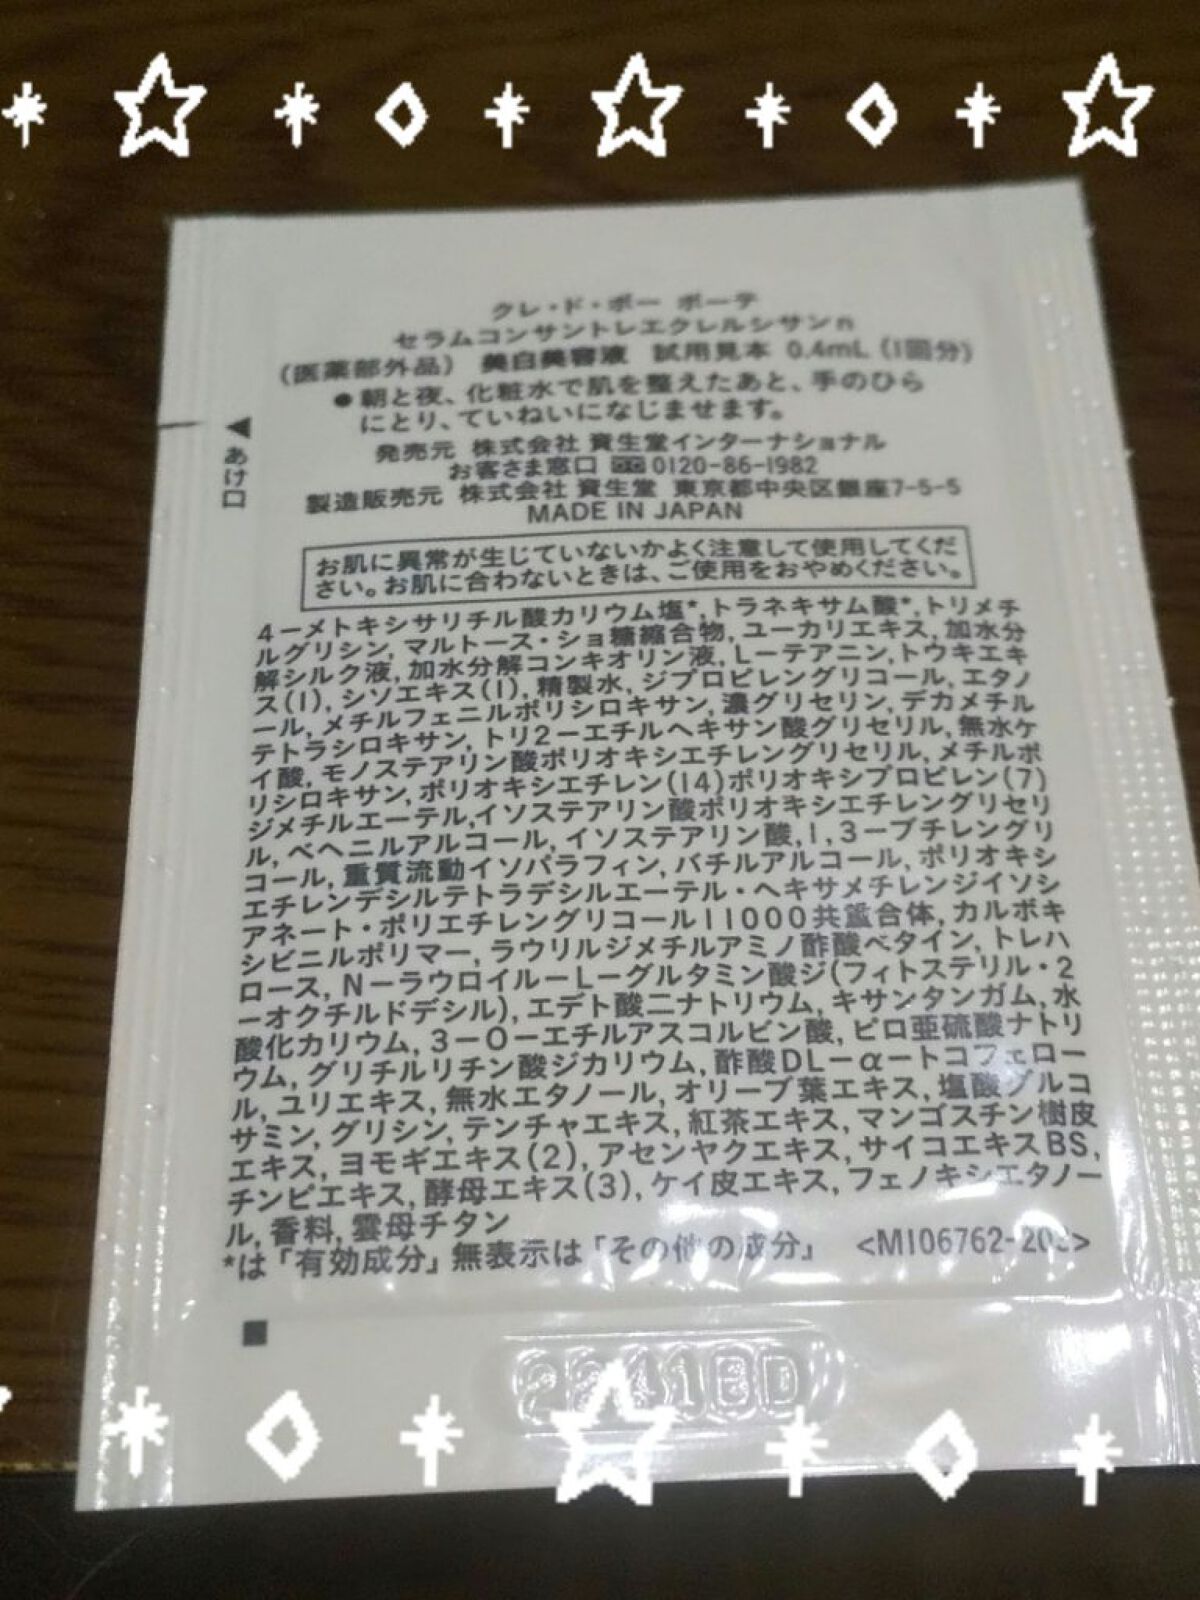 クレ・ド・ポー ボーテ
セラムコンサントレエクレルシサンn
(医薬部外品) 美白美容液 試用見本 0.4mL (1回分)
●朝と夜、化粧水で肌を整えたあと、手のひら
にとり、ていねいになじませます。
◀あけ口
発売元 株式会社 資生堂インターナショナル
お客さま窓口 0120-86-1982
製造販売元 株式会社 資生堂 東京都中央区銀座7-5-5
MADE IN JAPAN
お肌に異常が生じていないかよく注意して使用してくだ
さい。お肌に合わないときは、ご使用をおやめください。
4ーメトキシサリチル酸カリウム塩*,トラネキサム酸*,トリメチ
ルグリシン,マルトース・ショ糖縮合物,ユーカリエキス,加水分
解シルク液,加水分解コンキオリン液,Lーテアニン,トウキエキ
ス(1),シソエキス(1),精製水,ジプロピレングリコール,エタノ
ール,メチルフェニルポリシロキサン,濃グリセリン,デカメチル
テトラシロキサン,トリ2ーエチルヘキサン酸グリセリル,無水ケ
イ酸,モノステアリン酸ポリオキシエチレングリセリル,メチルポ
リシロキサン,ポリオキシエチレン(14)ポリオキシプロピレン(7)
ジメチルエーテル,イソステアリン酸ポリオキシエチレングリセリ
ル,ベヘニルアルコール,イソステアリン酸,1,3ーブチレングリ
コール,重質流動イソパラフィン,バチルアルコール,ポリオキシ
エチレンデシルテトラデシルエーテル・ヘキサメチレンジイソシ
アネート・ポリエチレングリコール11000共重合体,カルボキ
シビニルポリマー,ラウリルジメチルアミノ酢酸ベタイン,トレハ
ロース,NーラウロイルーLーグルタミン酸ジ(フィトステリル・2
ーオクチルドデシル),エデト酸二ナトリウム,キサンタンガム,水
酸化カリウム,3ーOーエチルアスコルビン酸,ピロ亜硫酸ナトリ
ウム,グリチルリチン酸ジカリウム,酢酸DLーαートコフェロー
ル,ユリエキス,無水エタノール,オリーブ葉エキス,塩酸グルコ
サミン,グリシン,テンチャエキス,紅茶エキス,マンゴスチン樹皮
エキス,ヨモギエキス(2),アセンヤクエキス,サイコエキスBS,
チンピエキス,酵母エキス(3),ケイ皮エキス,フェノキシエタノー
ル,香料,雲母チタン
*は「有効成分」無表示は「その他の成分」 <MI06762-20